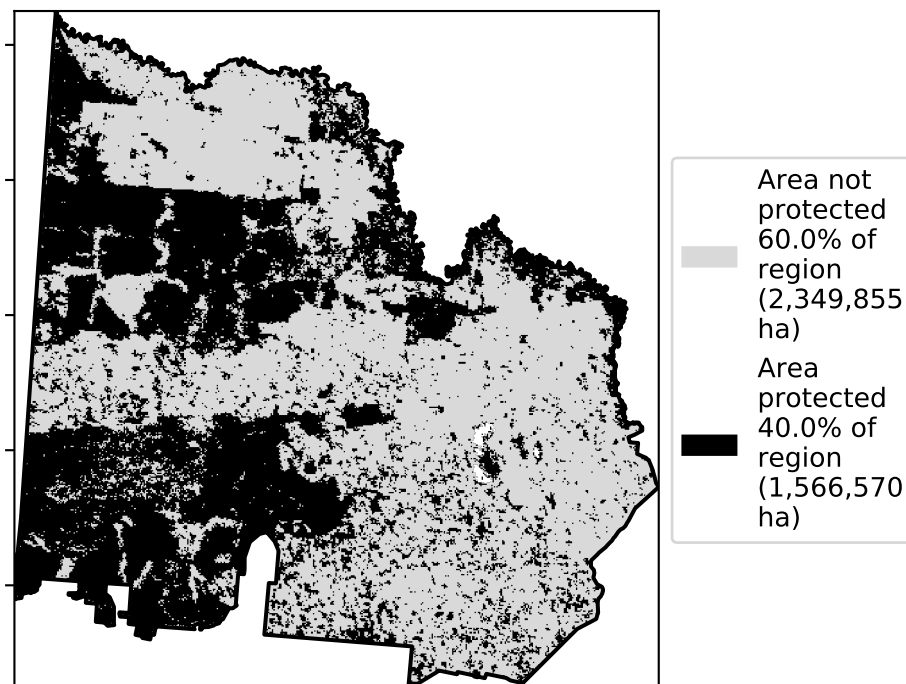 Area not
protected
60.0% of
region
(2,349,855
ha)
Area
protected
40.0% of
region
(1,566,570
ha)